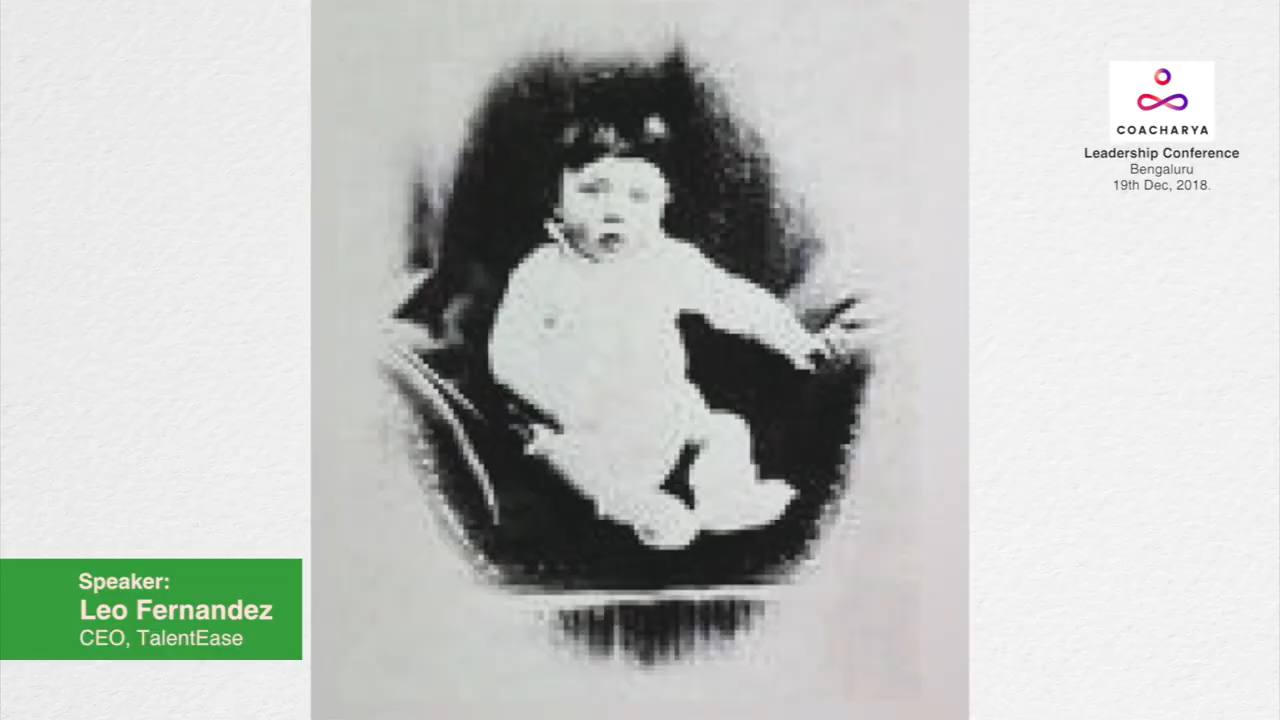 COACHARYA
Leadership Conference
Bengaluru
19th Dec, 2018.
Speaker:
Leo Fernandez
CEO, TalentEase